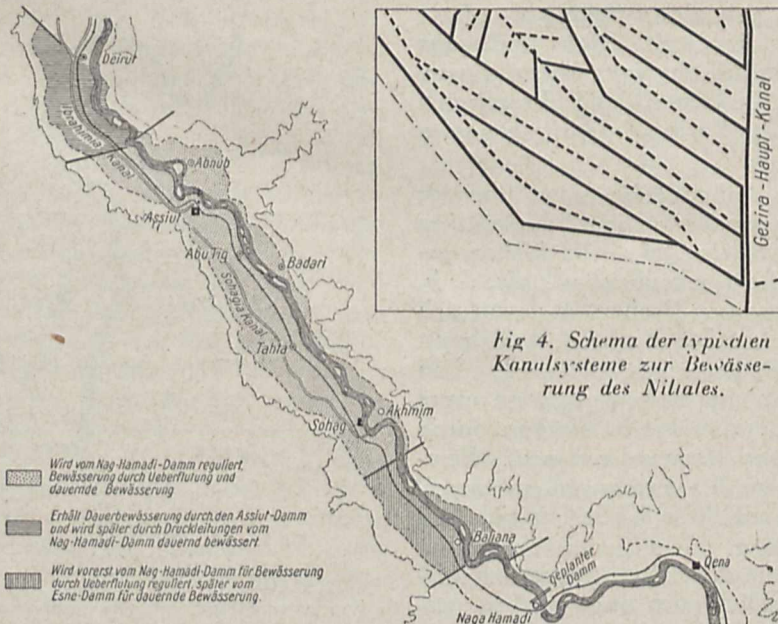 Deirut
Ibrahimia Kanal
Abnub
Assiut
Abu Tig
Badari
Sohagia Kanal
Tahta
Akhmim
Sohag
Baliana
geplanter
Damm
Qena
Naga Hamadi
Gezira-Haupt-Kanal
Fig 4. Schema der typischen
Kanalsysteme zur Bewässe-
rung des Niltales.
Wird vom Nag-Hamadi-Damm reguliert.
Bewässerung durch Ueberflutung und
dauernde Bewässerung
Erhält Dauerbewässerung durch den Assiut-Damm
und wird später durch Druckleitungen vom
Nag-Hamadi-Damm dauernd bewässert.
Wird vorerst vom Nag-Hamadi-Damm für Bewässerung
durch Ueberflutung reguliert, später vom
Esne-Damm für dauernde Bewässerung.